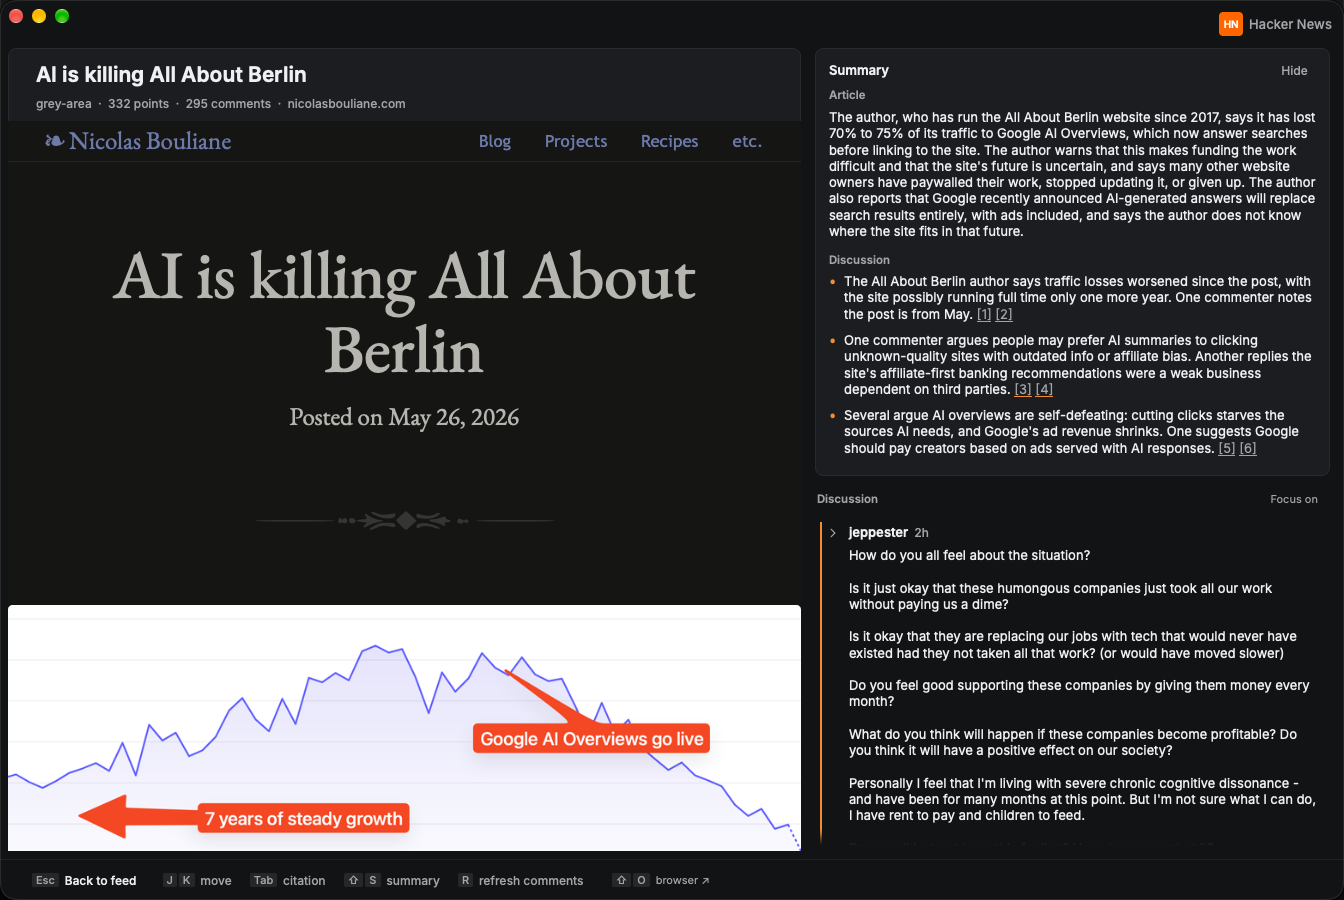 HN Hacker News
AI is killing All About Berlin
grey-area · 332 points · 295 comments · nicolasbouliane.com
Nicolas Bouliane
Blog Projects Recipes etc.
AI is killing All About
Berlin
Posted on May 26, 2026
Google AI Overviews go live
7 years of steady growth
Summary
Hide
Article
The author, who has run the All About Berlin website since 2017, says it has lost
70% to 75% of its traffic to Google AI Overviews, which now answer searches
before linking to the site. The author warns that this makes funding the work
difficult and that the site's future is uncertain, and says many other website
owners have paywalled their work, stopped updating it, or given up. The author
also reports that Google recently announced AI-generated answers will replace
search results entirely, with ads included, and says the author does not know
where the site fits in that future.
Discussion
• The All About Berlin author says traffic losses worsened since the post, with
the site possibly running full time only one more year. One commenter notes
the post is from May. [1] [2]
• One commenter argues people may prefer AI summaries to clicking
unknown-quality sites with outdated info or affiliate bias. Another replies the
site's affiliate-first banking recommendations were a weak business
dependent on third parties. [3] [4]
• Several argue AI overviews are self-defeating: cutting clicks starves the
sources AI needs, and Google's ad revenue shrinks. One suggests Google
should pay creators based on ads served with AI responses. [5] [6]
Discussion
Focus on
jeppester 2h
How do you all feel about the situation?
Is it just okay that these humongous companies just took all our work
without paying us a dime?
Is it okay that they are replacing our jobs with tech that would never have
existed had they not taken all that work? (or would have moved slower)
Do you feel good supporting these companies by giving them money every
month?
What do you think will happen if these companies become profitable? Do
you think it will have a positive effect on our society?
Personally I feel that I'm living with severe chronic cognitive dissonance -
and have been for many months at this point. But I'm not sure what I can do,
I have rent to pay and children to feed.
Esc Back to feed J K move Tab citation ⇧ S summary R refresh comments ⇧ O browser ↗